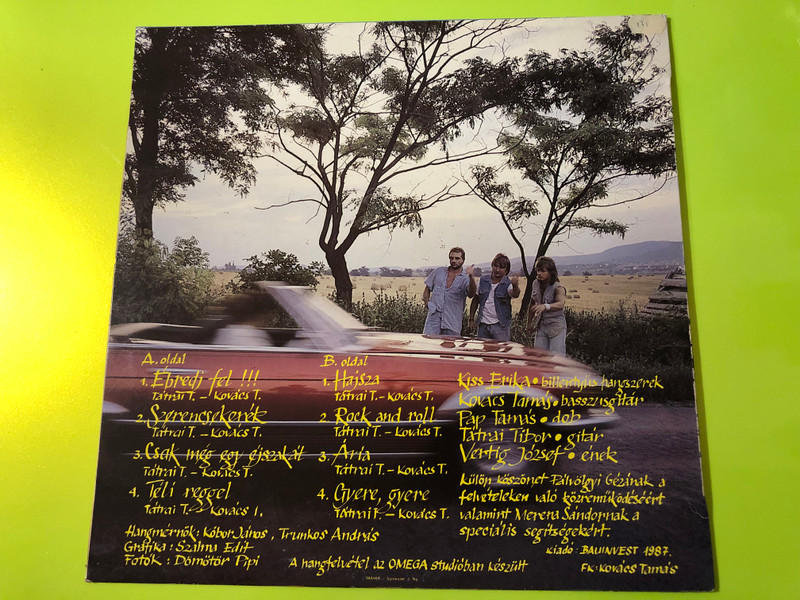 A. oldal
1. Ébredj fel !!!
Tátrai T. - Kovács T.
2. Szerencsekerék
Tátrai T. - Kovács T.
3. Csak még egy éjszakát
Tátrai T. - Kovács T.
4. Téli reggel
Tátrai T. - Kovács T.
B. oldal
1. Hajsza
Tátrai T. - Kovács T.
2. Rock and roll
Tátrai T. - Kovács T.
3. Ária
Tátrai T. - Kovács T.
4. Gyere, gyere
Tátrai T. - Kovács T.
Kiss Erika • billentyűs hangszerek
Kovács Tamás • basszusgitár
Pap Tamás • dob
Tátrai Tibor • gitár
Vertig József • ének
Külön köszönet Pálvölgyi Gézának a
felvételeken való közreműködéséért
valamint Merena Sándornak a
speciális segítségekért.
Kiadó: BAUINVEST 1987.
FK: Kovács Tamás
Hangmérnök: Kóbor János, Trunkos András
Grafika: Szalma Edit
Fotók: Dömötör Pipi
A hangfelvétel az OMEGA studióban készült